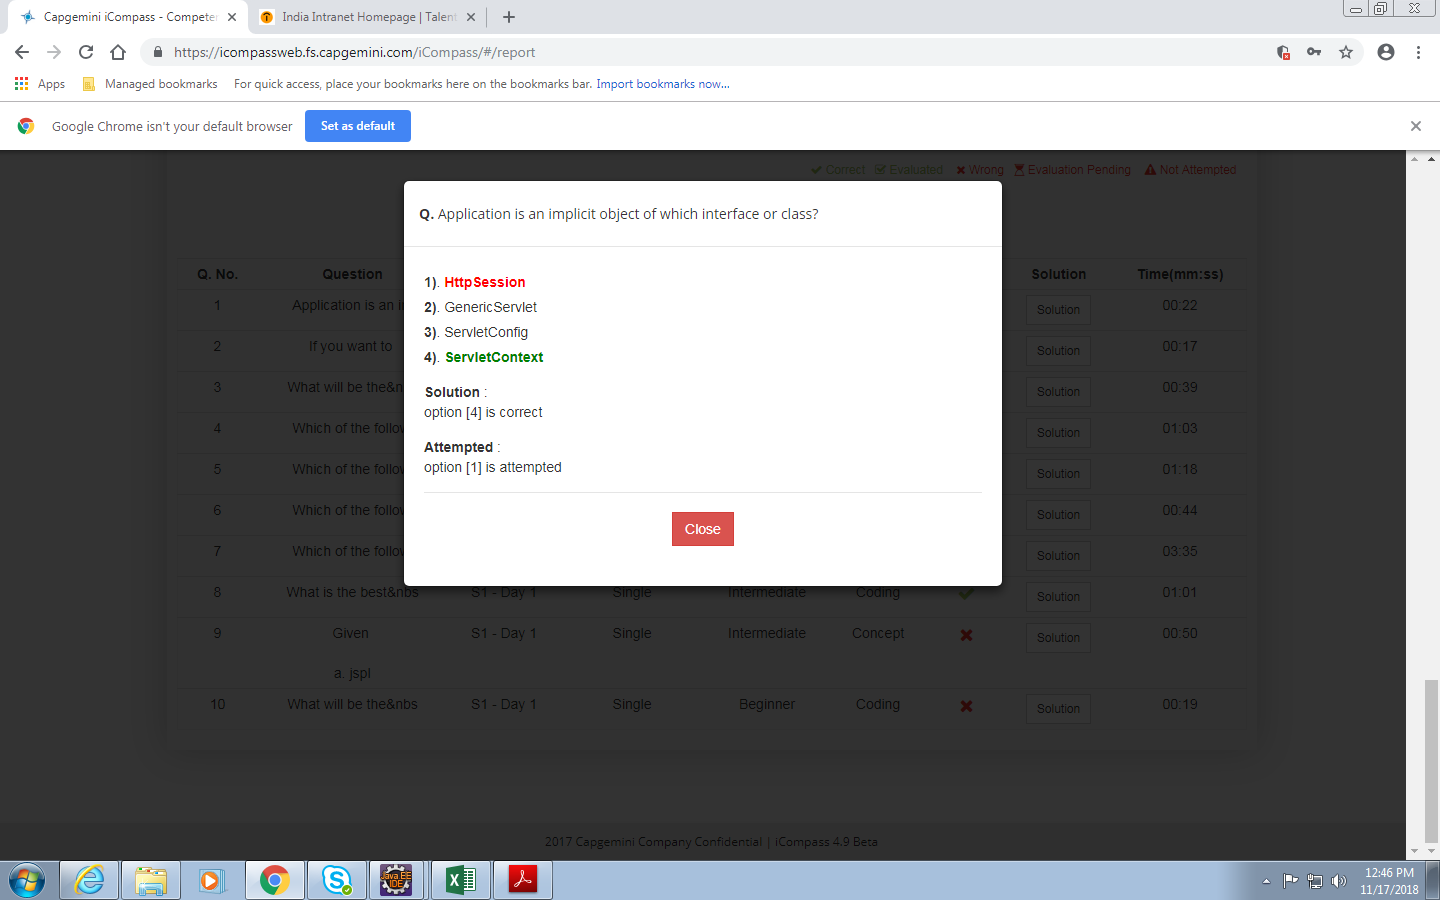 Capgemini iCompass - Competer
India Intranet Homepage | Talent
https://icompassweb.fs.capgemini.com/iCompass/#/report
Apps
Managed bookmarks
For quick access, place your bookmarks here on the bookmarks bar. Import bookmarks now...
Google Chrome isn't your default browser
Set as default
Correct Evaluated Wrong Evaluation Pending Not Attempted
Q. Application is an implicit object of which interface or class?
1). HttpSession
2). GenericServlet
3). ServletConfig
4). ServletContext
Solution :
option [4] is correct
Attempted :
option [1] is attempted
Close
Q. No. Question Solution Time(mm:ss)
1 Application is an i Solution 00:22
2 If you want to Solution 00:17
3 What will be the&n Solution 00:39
4 Which of the follow Solution 01:03
5 Which of the follow Solution 01:18
6 Which of the follow Solution 00:44
7 Which of the follow Solution 03:35
8 What is the best&nbs S1 - Day 1 Single Intermediate Coding Solution 01:01
9 Given S1 - Day 1 Single Intermediate Concept Solution 00:50
a. jspl
10 What will be the&nbs S1 - Day 1 Single Beginner Coding Solution 00:19
2017 Capgemini Company Confidential | iCompass 4.9 Beta
Java EE
IDE
12:46 PM
11/17/2018